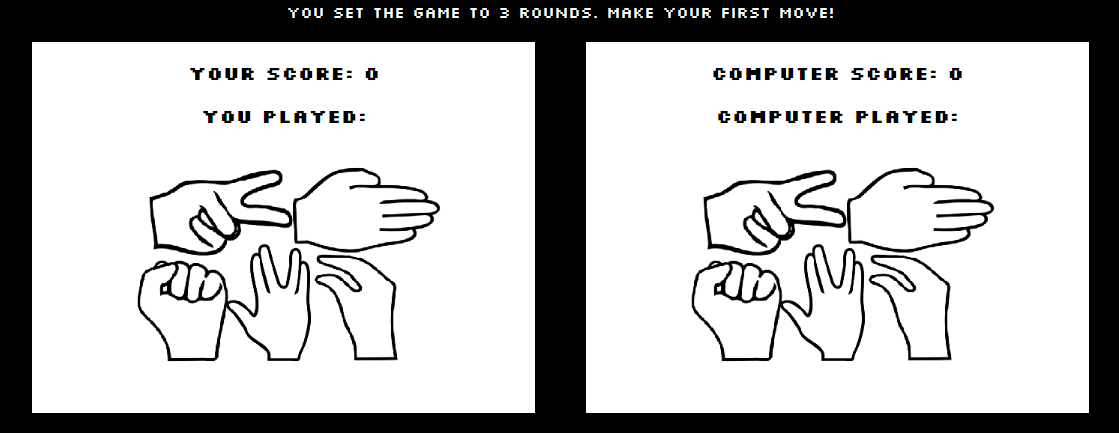 YOU SET THE GAME TO 3 ROUNDS. MAKE YOUR FIRST MOVE!
YOUR SCORE: 0
YOU PLAYED:
COMPUTER SCORE: 0
COMPUTER PLAYED: